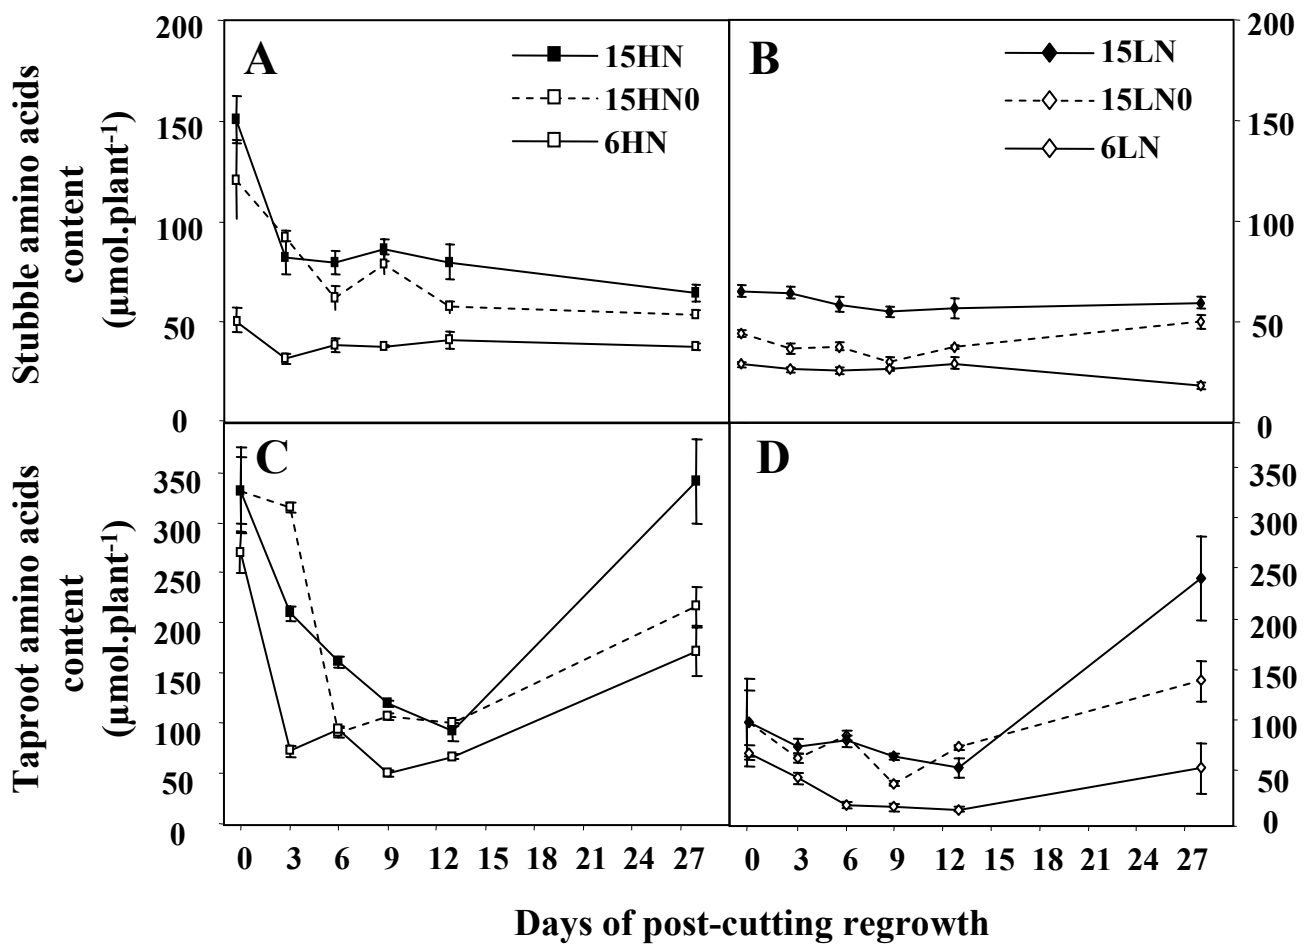 A
15HN
15HN0
6HN
B
15LN
15LN0
6LN
200
150
100
50
0
200
150
100
50
0
Stubble amino acids
content
(µmol.plant⁻¹)
C
D
350
300
250
200
150
100
50
0
350
300
250
200
150
100
50
0
Taproot amino acids
content
(µmol.plant⁻¹)
0 3 6 9 12 15 18 21 24 27
0 3 6 9 12 15 18 21 24 27
Days of post-cutting regrowth